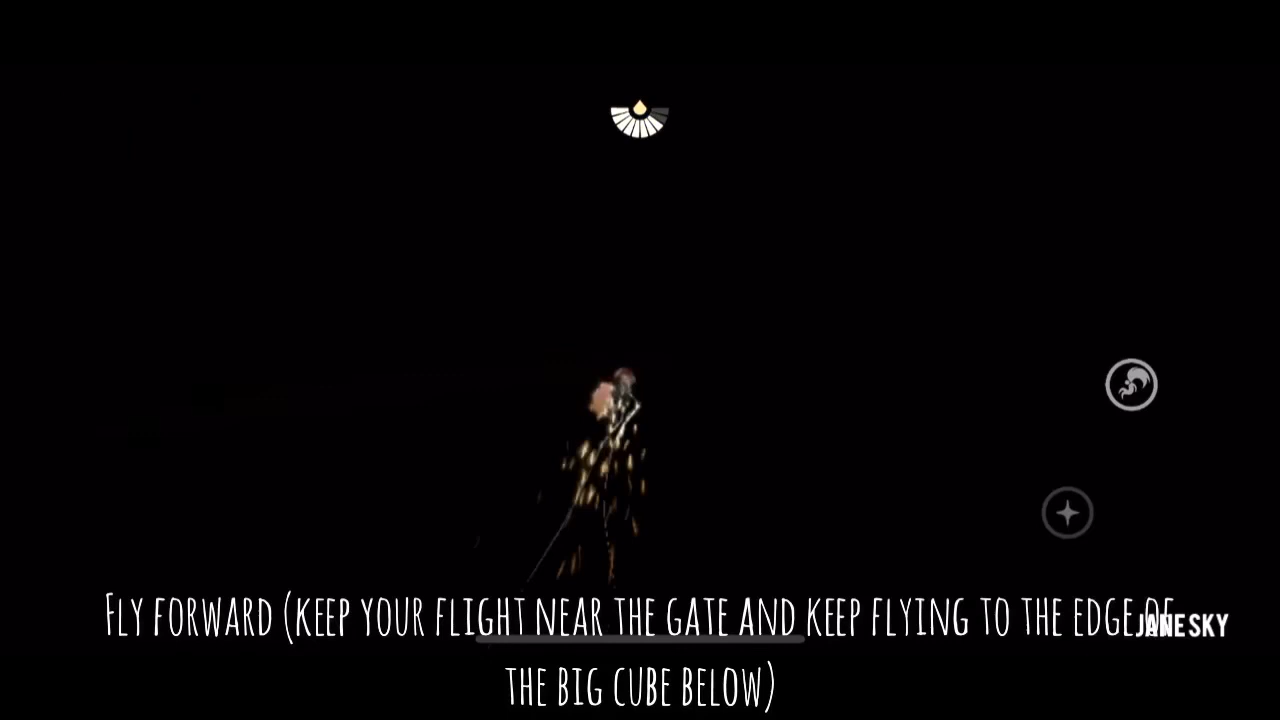 Fly forward (keep your flight near the gate and keep flying to the edge of
JANESKY
the big cube below)